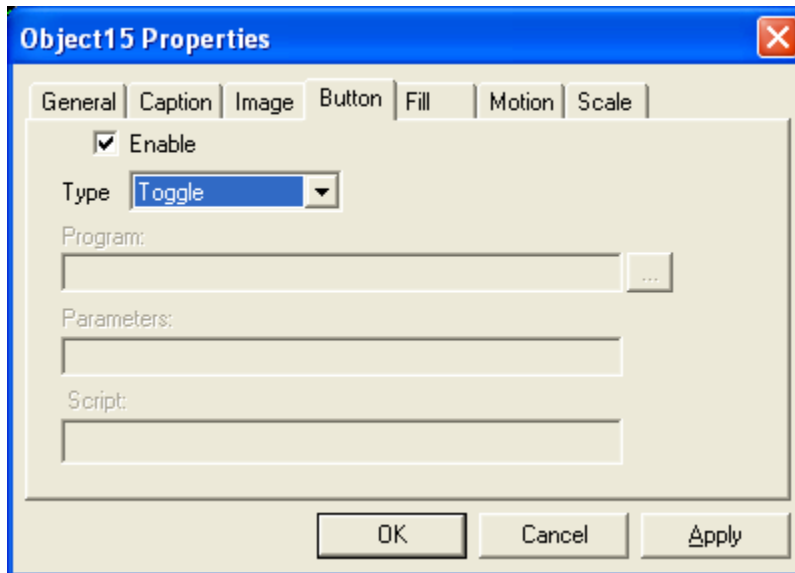 Object15 Properties
General Caption Image Button Fill Motion Scale
Enable
Type Toggle
Program:
...
Parameters:
Script:
OK Cancel Apply